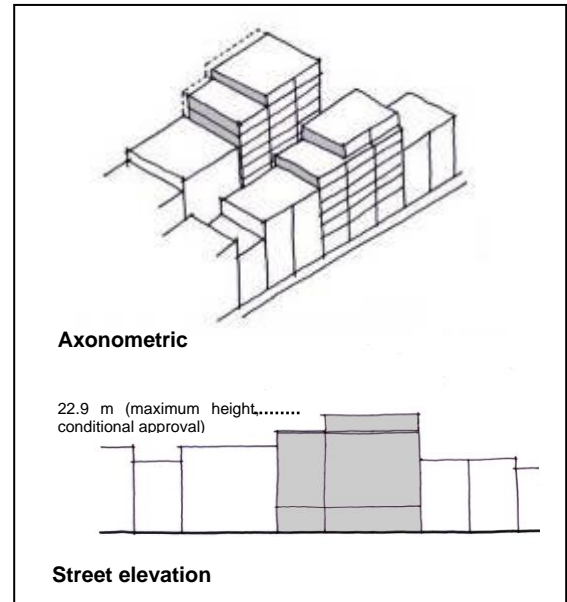 Axonometric
22.9 m (maximum height,
conditional approval)
Street elevation